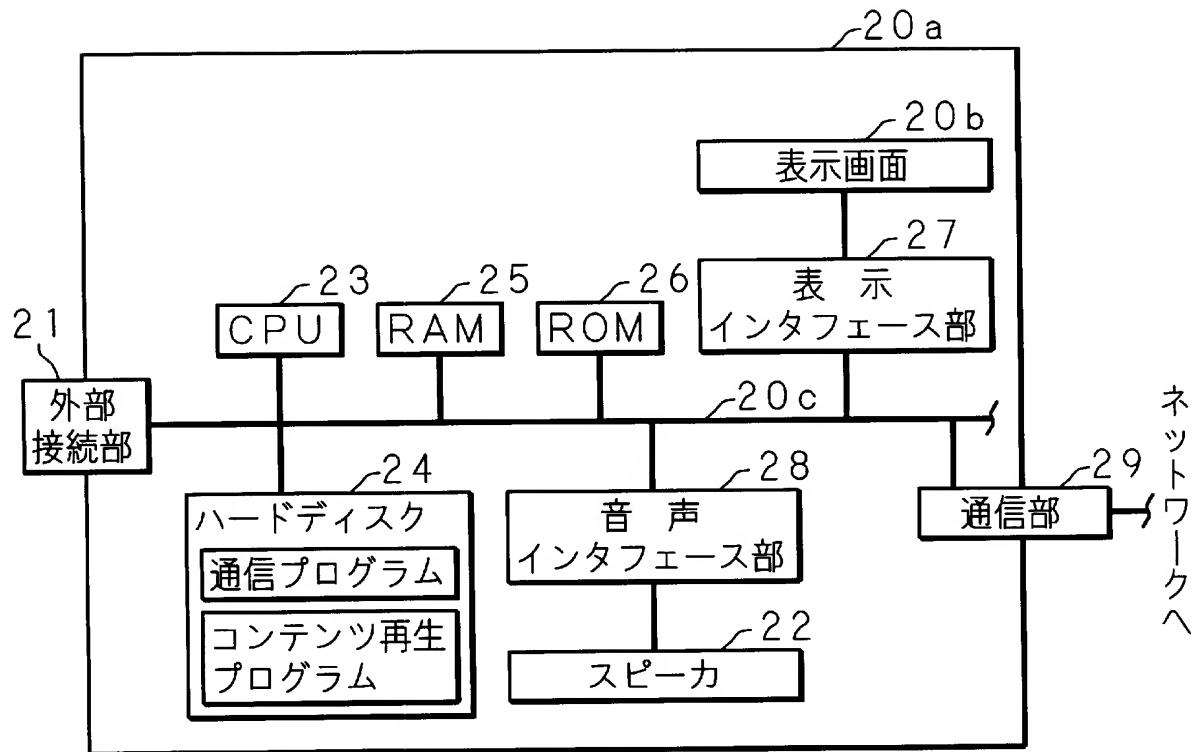 20a
20b
表示画面
27
表 示
インタフェース部
23
CPU
25
RAM
26
ROM
21
外部
接続部
20c
24
ハードディスク
通信プログラム
コンテンツ再生
プログラム
28
音 声
インタフェース部
22
スピーカ
29
通信部
ネットワークへ